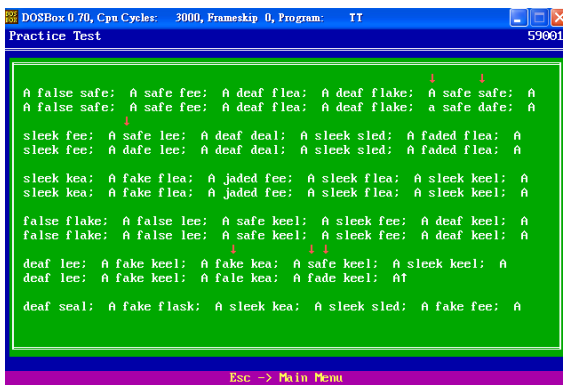 DOSBox 0.70, Cpu Cycles: 3000, Frameskip 0, Program: TT
Practice Test 59001
A false safe; A safe fee; A deaf flea; A deaf flake; A safe safe; A
A false safe; A safe fee; A deaf flea; A deaf flake; a safe dafe; A
sleek fee; A safe lee; A deaf deal; A sleek sled; A faded flea; A
sleek fee; A dafe lee; A deaf deal; A sleek sled; A faded flea; A
sleek kea; A fake flea; A jaded fee; A sleek flea; A sleek keel; A
sleek kea; A fake flea; A jaded fee; A sleek flea; A sleek keel; A
false flake; A false lee; A safe keel; A sleek fee; A deaf keel; A
false flake; A false lee; A safe keel; A sleek fee; A deaf keel; A
deaf lee; A fake keel; A fake kea; A safe keel; A sleek keel; A
deaf lee; A fake keel; A fale kea; A fade keel; A↑
deaf seal; A fake flask; A sleek kea; A sleek sled; A fake fee; A
Esc -> Main Menu